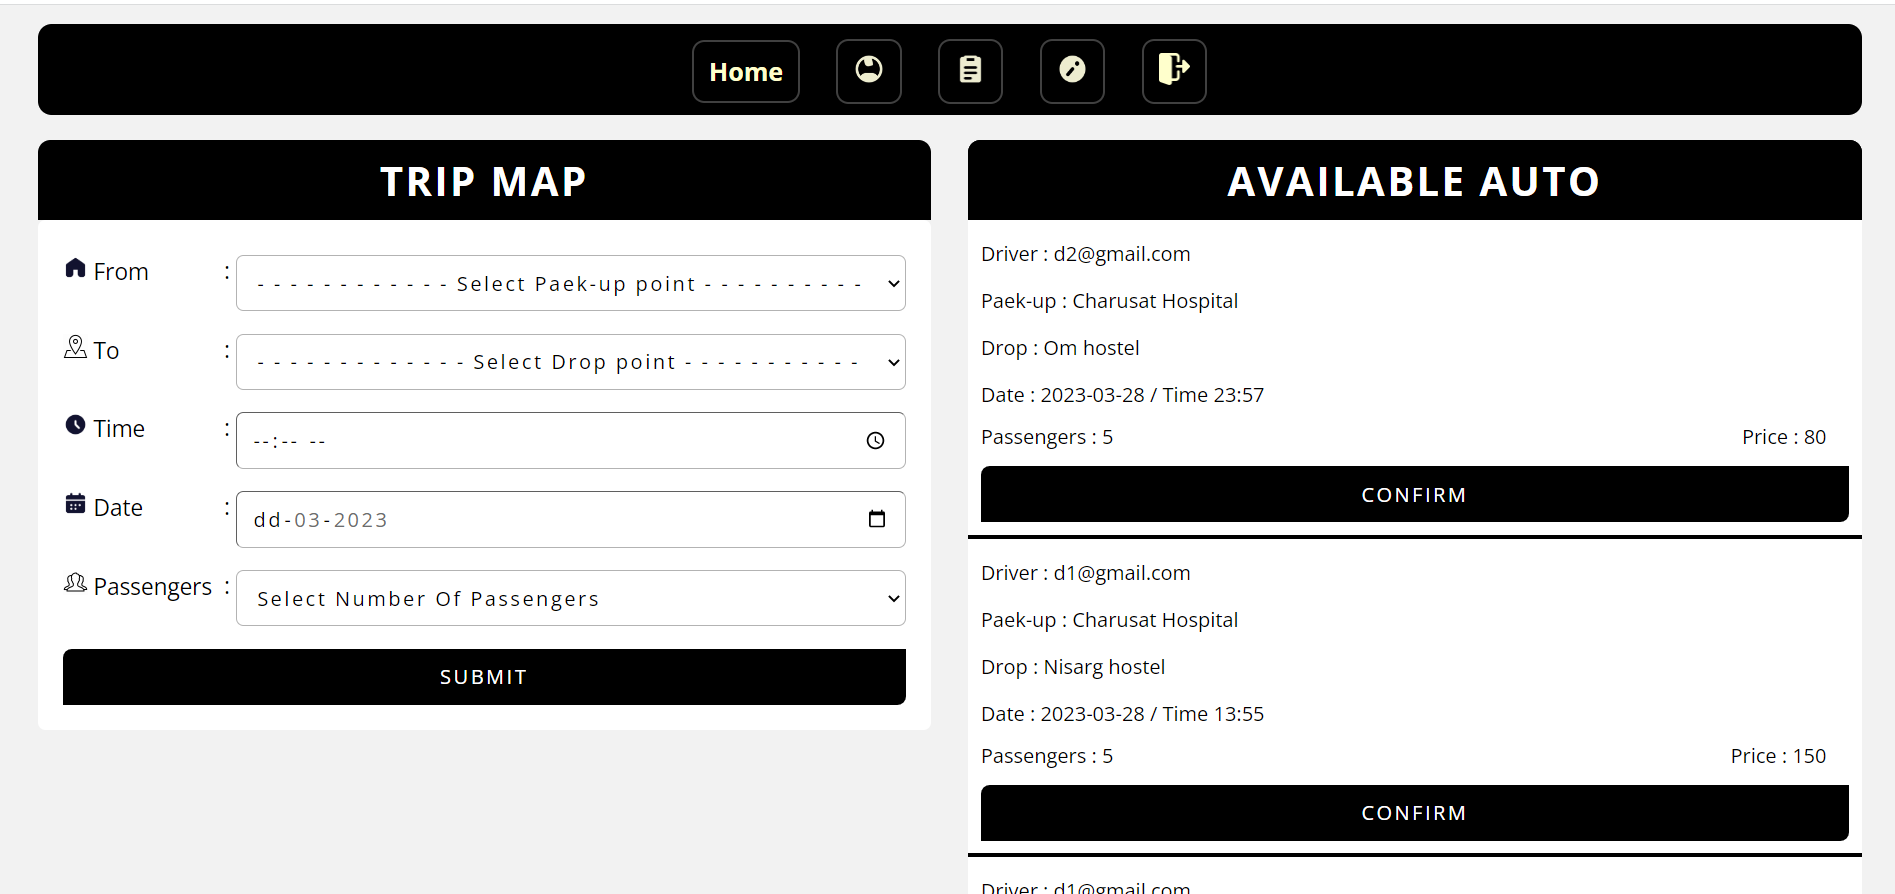 Home
TRIP MAP
From :
- - - - - - - - - - - - Select Paek-up point - - - - - - - - - -
To :
- - - - - - - - - - - - - Select Drop point - - - - - - - - - - -
Time :
--:-- --
Date :
dd-03-2023
Passengers :
Select Number Of Passengers
SUBMIT
AVAILABLE AUTO
Driver : d2@gmail.com
Paek-up : Charusat Hospital
Drop : Om hostel
Date : 2023-03-28 / Time 23:57
Passengers : 5 Price : 80
CONFIRM
Driver : d1@gmail.com
Paek-up : Charusat Hospital
Drop : Nisarg hostel
Date : 2023-03-28 / Time 13:55
Passengers : 5 Price : 150
CONFIRM
Driver : d1@gmail.com